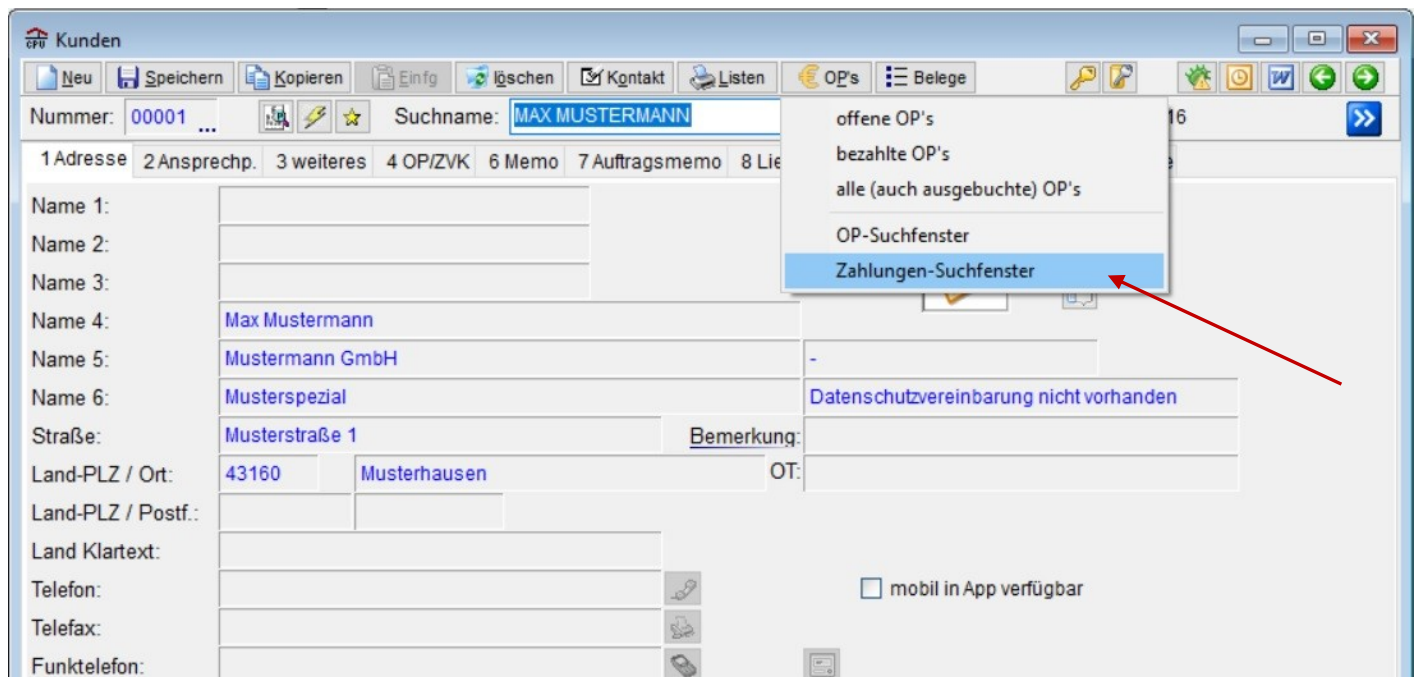 CPU Kunden
Neu Speichern Kopieren Einfg löschen Kontakt Listen OP's Belege
Nummer: 00001 ... Suchname: MAX MUSTERMANN 16
offene OP's
bezahlte OP's
alle (auch ausgebuchte) OP's
OP-Suchfenster
Zahlungen-Suchfenster
1 Adresse 2 Ansprechp. 3 weiteres 4 OP/ZVK 6 Memo 7 Auftragsmemo 8 Lie
Name 1:
Name 2:
Name 3:
Name 4: Max Mustermann
Name 5: Mustermann GmbH -
Name 6: Musterspezial Datenschutzvereinbarung nicht vorhanden
Straße: Musterstraße 1 Bemerkung:
Land-PLZ / Ort: 43160 Musterhausen OT:
Land-PLZ / Postf.:
Land Klartext:
Telefon: mobil in App verfügbar
Telefax:
Funktelefon: